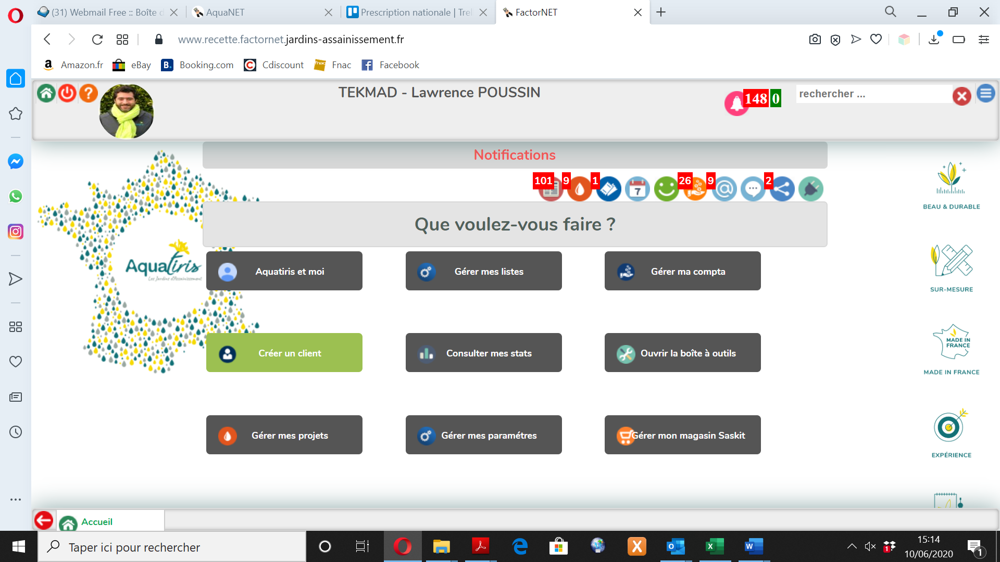 (31) Webmail Free :: Boîte d
AquaNET
Prescription nationale | Trel
FactorNET
www.recette.factornet.jardins-assainissement.fr
Amazon.fr
eBay
Booking.com
Cdiscount
Fnac
Facebook
TEKMAD - Lawrence POUSSIN
148 0
rechercher ...
Notifications
101 9 1 7 26 9 2
Que voulez-vous faire ?
Aquatiris
Les Jardins d'Assainissement
Aquatiris et moi
Gérer mes listes
Gérer ma compta
Créer un client
Consulter mes stats
Ouvrir la boîte à outils
Gérer mes projets
Gérer mes paramétres
Gérer mon magasin Saskit
BEAU & DURABLE
SUR-MESURE
MADE IN
FRANCE
MADE IN FRANCE
EXPÉRIENCE
Accueil
Taper ici pour rechercher
15:14
10/06/2020
1
1